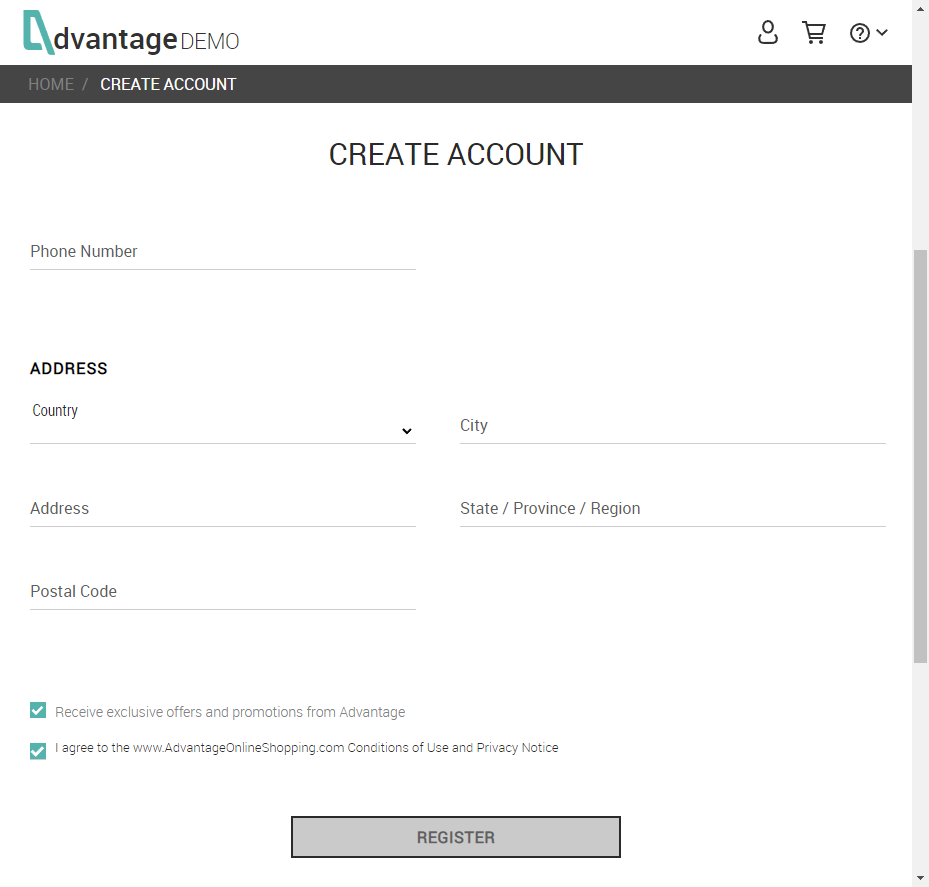 dvantage DEMO
HOME / CREATE ACCOUNT
CREATE ACCOUNT
Phone Number
ADDRESS
Country
City
Address
State / Province / Region
Postal Code
Receive exclusive offers and promotions from Advantage
I agree to the www.AdvantageOnlineShopping.com Conditions of Use and Privacy Notice
REGISTER